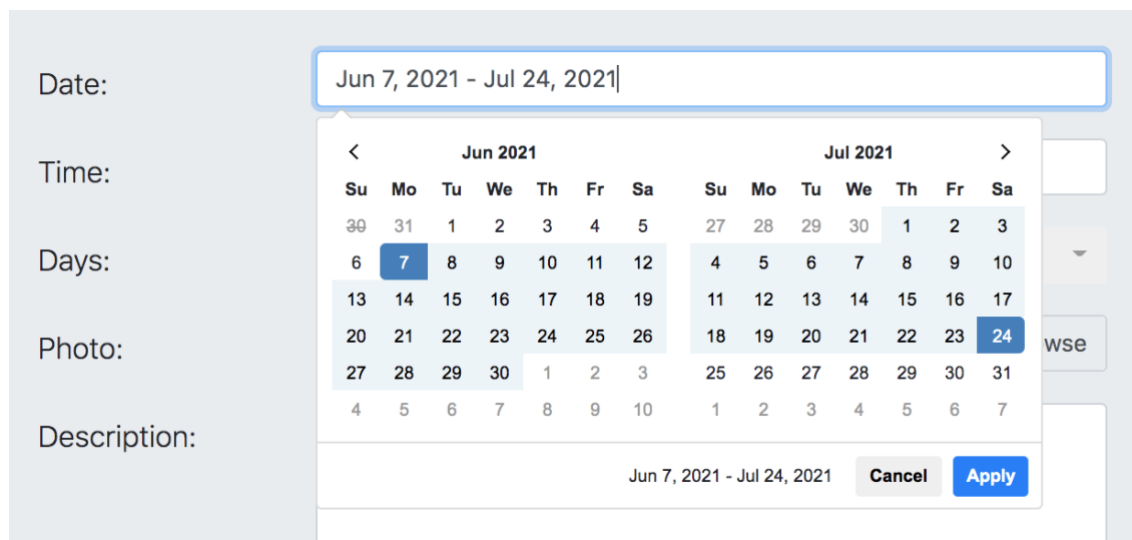 Date:
Jun 7, 2021 - Jul 24, 2021
Time:
Days:
Photo:
Description:
Jun 2021
Su Mo Tu We Th Fr Sa
30 31 1 2 3 4 5
6 7 8 9 10 11 12
13 14 15 16 17 18 19
20 21 22 23 24 25 26
27 28 29 30 1 2 3
4 5 6 7 8 9 10
Jul 2021
Su Mo Tu We Th Fr Sa
27 28 29 30 1 2 3
4 5 6 7 8 9 10
11 12 13 14 15 16 17
18 19 20 21 22 23 24
25 26 27 28 29 30 31
1 2 3 4 5 6 7
wse
Jun 7, 2021 - Jul 24, 2021
Cancel
Apply